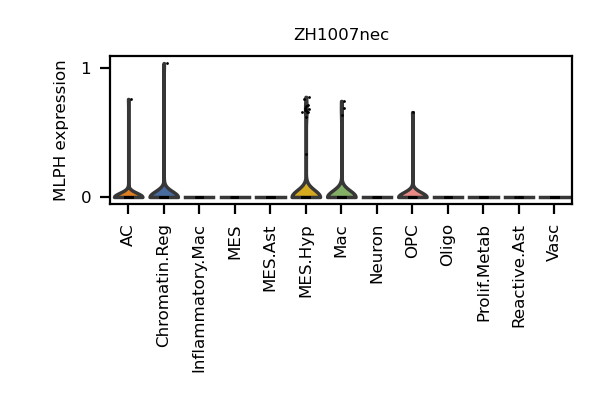 ZH1007nec
MLPH expression
1
0
AC
Chromatin.Reg
Inflammatory.Mac
MES
MES.Ast
MES.Hyp
Mac
Neuron
OPC
Oligo
Prolif.Metab
Reactive.Ast
Vasc